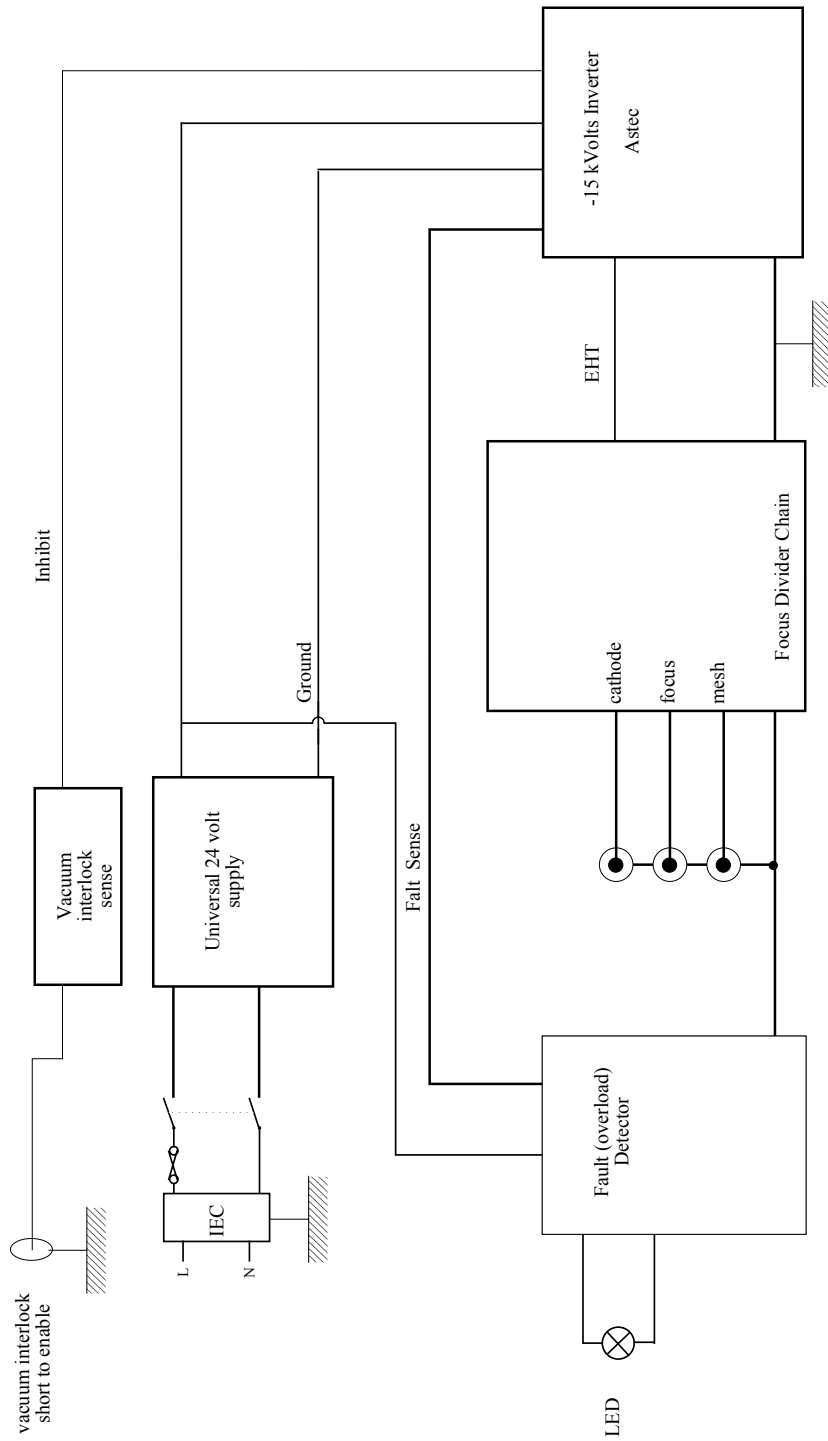 vacuum interlock
short to enable
Vacuum
interlock
sense
Inhibit
L
N
IEC
Universal 24 volt
supply
Ground
Falt Sense
-15 kVolts Inverter
Astec
LED
Fault (overload)
Detector
cathode
focus
mesh
Focus Divider Chain
EHT